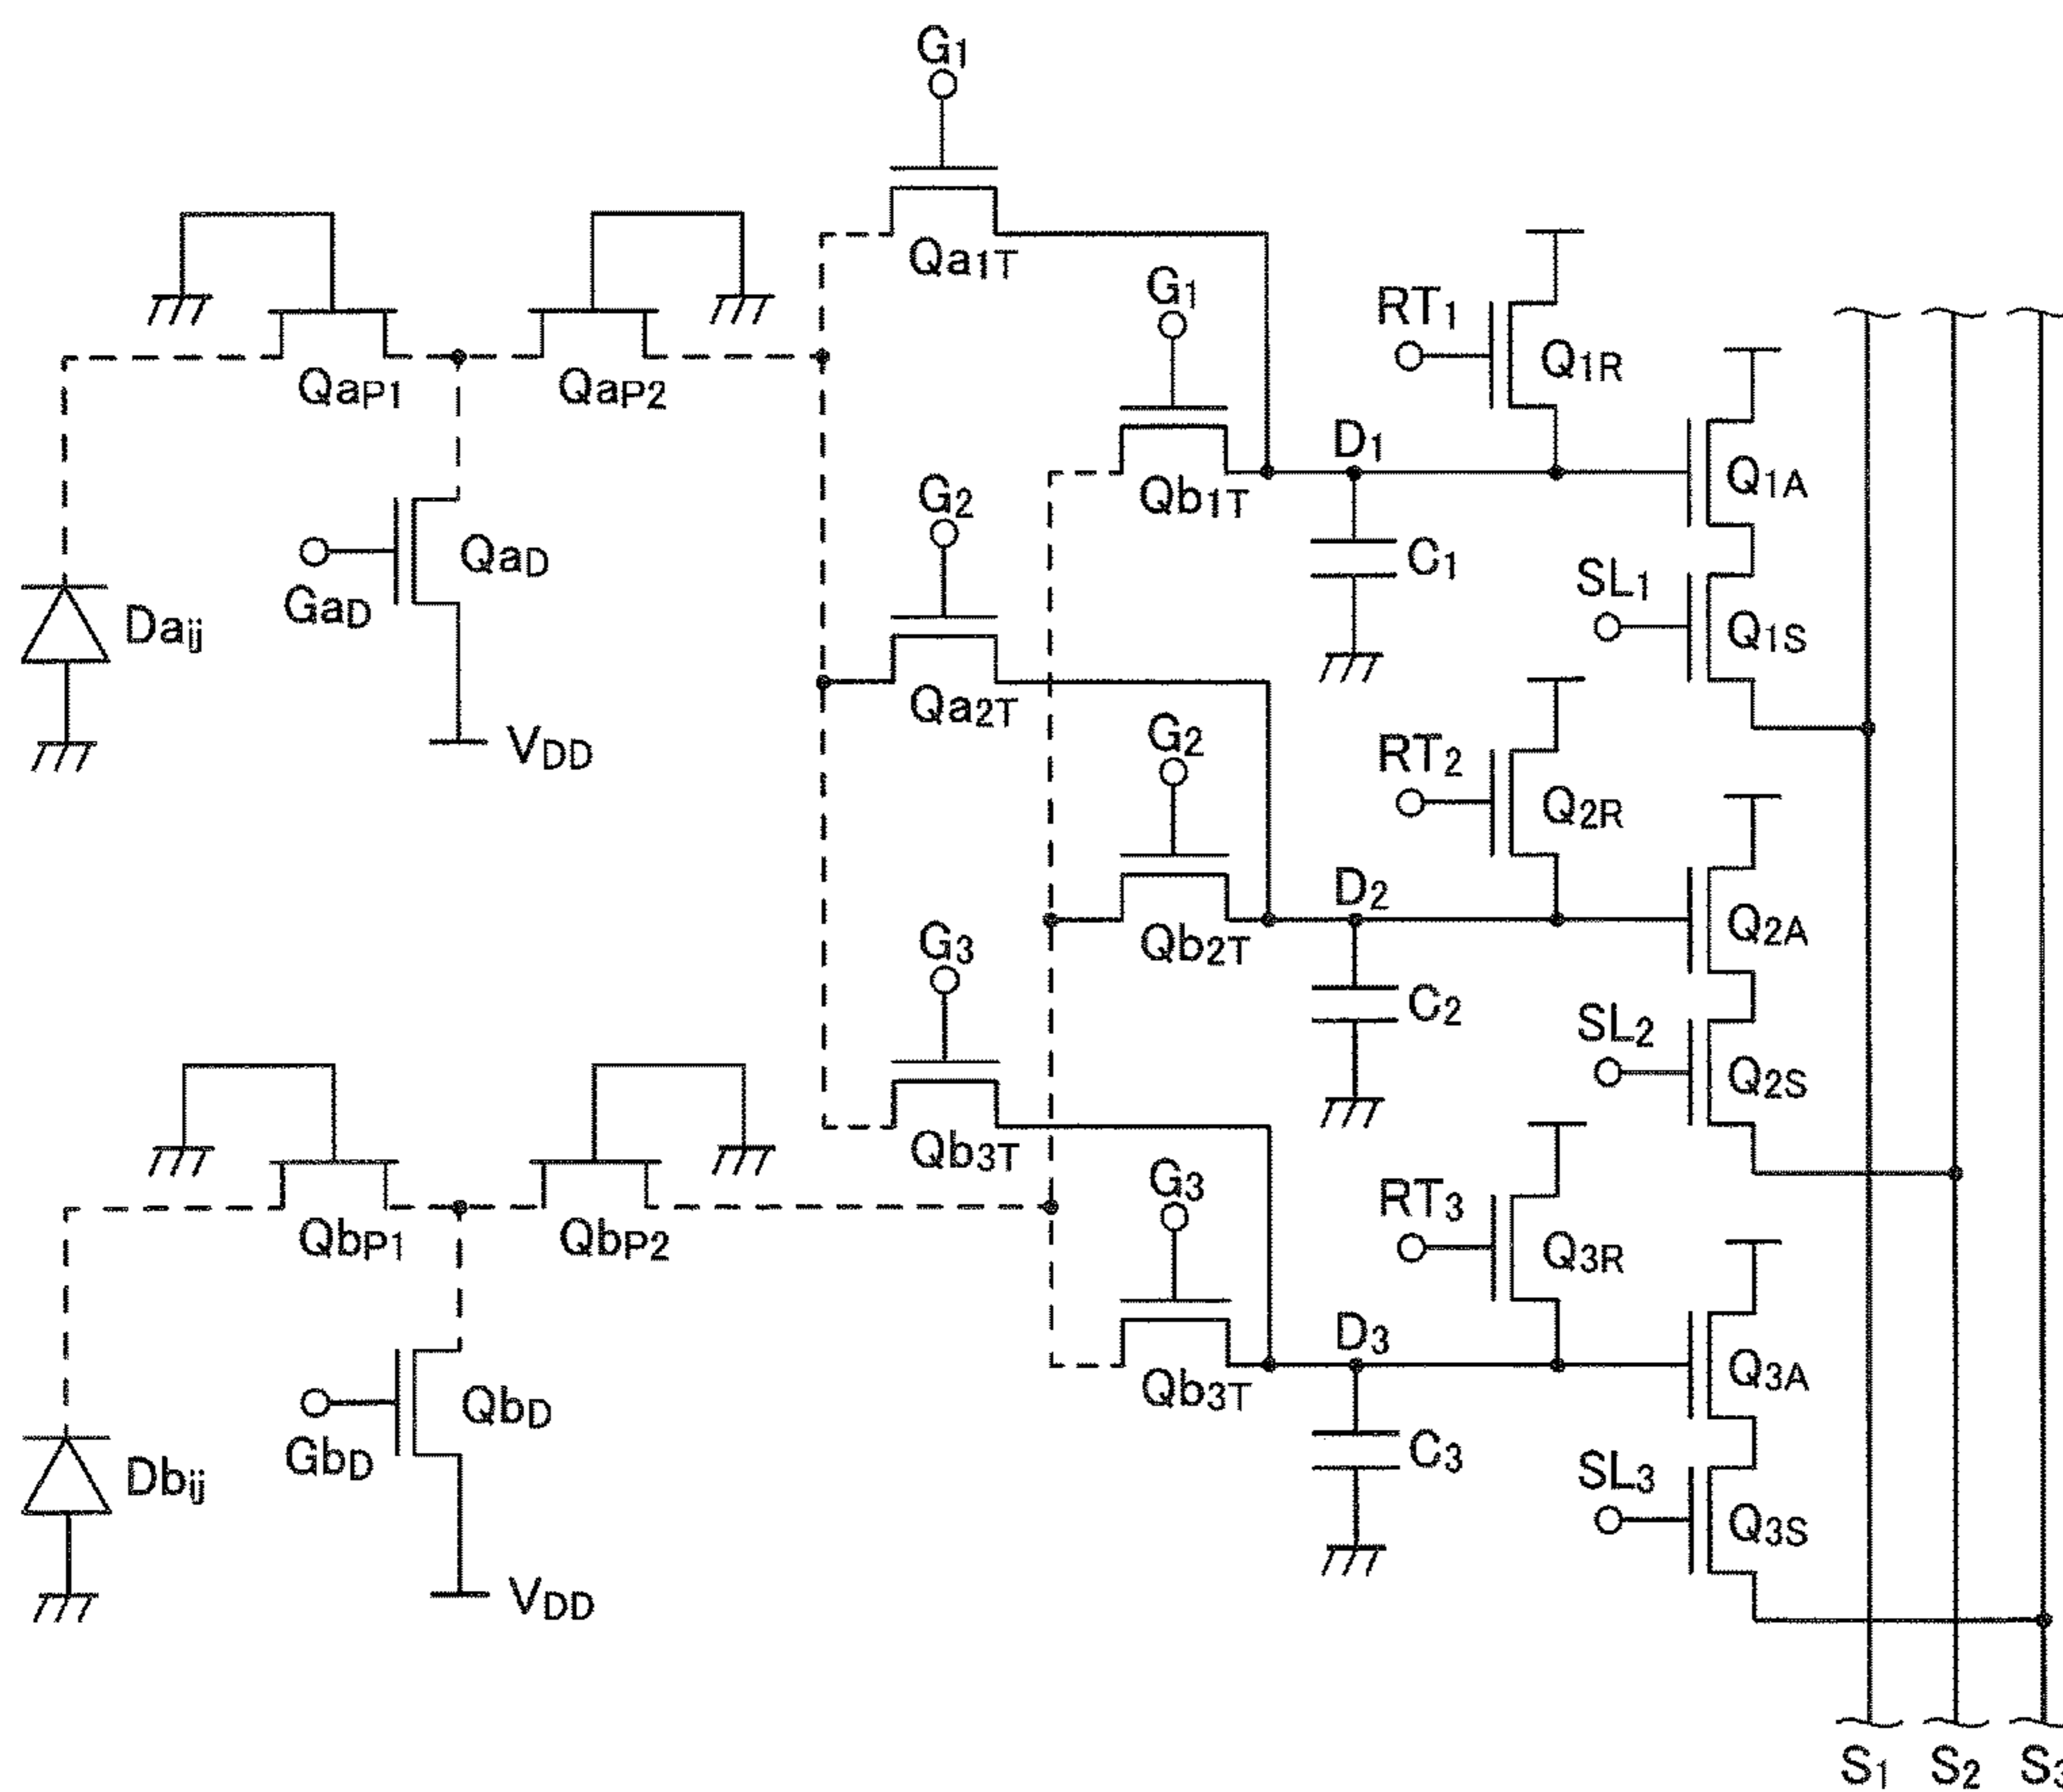 G1
Qa1T
G1
RT1
Q1R
QaP1
QaP2
D1
Q1A
Qb1T
G2
QaD
GaD
C1
SL1
Q1S
Daij
Qa2T
VDD
G2
RT2
Q2R
D2
Q2A
Qb2T
G3
C2
SL2
Q2S
Qb3T
G3
RT3
Q3R
QbP1
QbP2
D3
Q3A
Qb3T
QbD
GbD
C3
SL3
Q3S
Dbij
VDD
S1
S2
S3